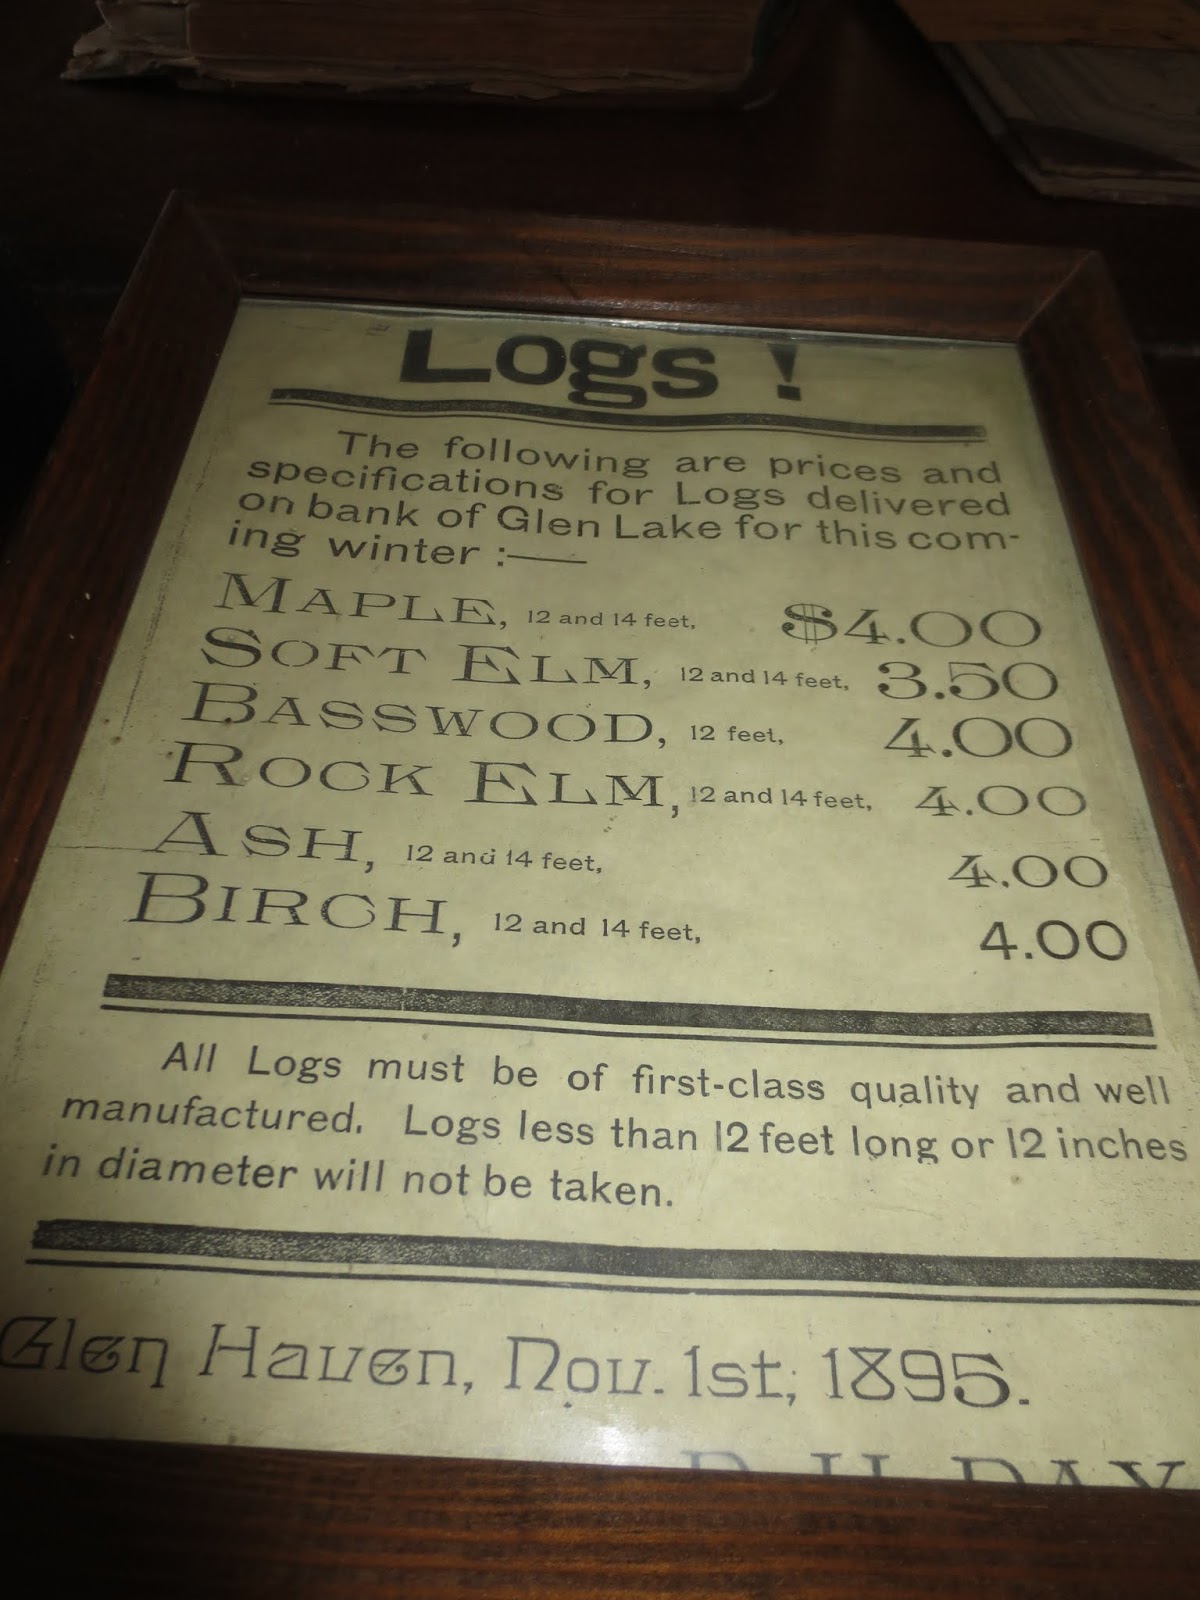 Logs !
The following are prices and
specifications for Logs delivered
on bank of Glen Lake for this com-
ing winter :—
MAPLE, 12 and 14 feet, $4.00
SOFT ELM, 12 and 14 feet, 3.50
BASSWOOD, 12 feet, 4.00
ROCK ELM, 12 and 14 feet, 4.00
ASH, 12 and 14 feet, 4.00
BIRCH, 12 and 14 feet, 4.00
All Logs must be of first-class quality and well
manufactured. Logs less than 12 feet long or 12 inches
in diameter will not be taken.
Glen Haven, Nov. 1st, 1895.
DAY